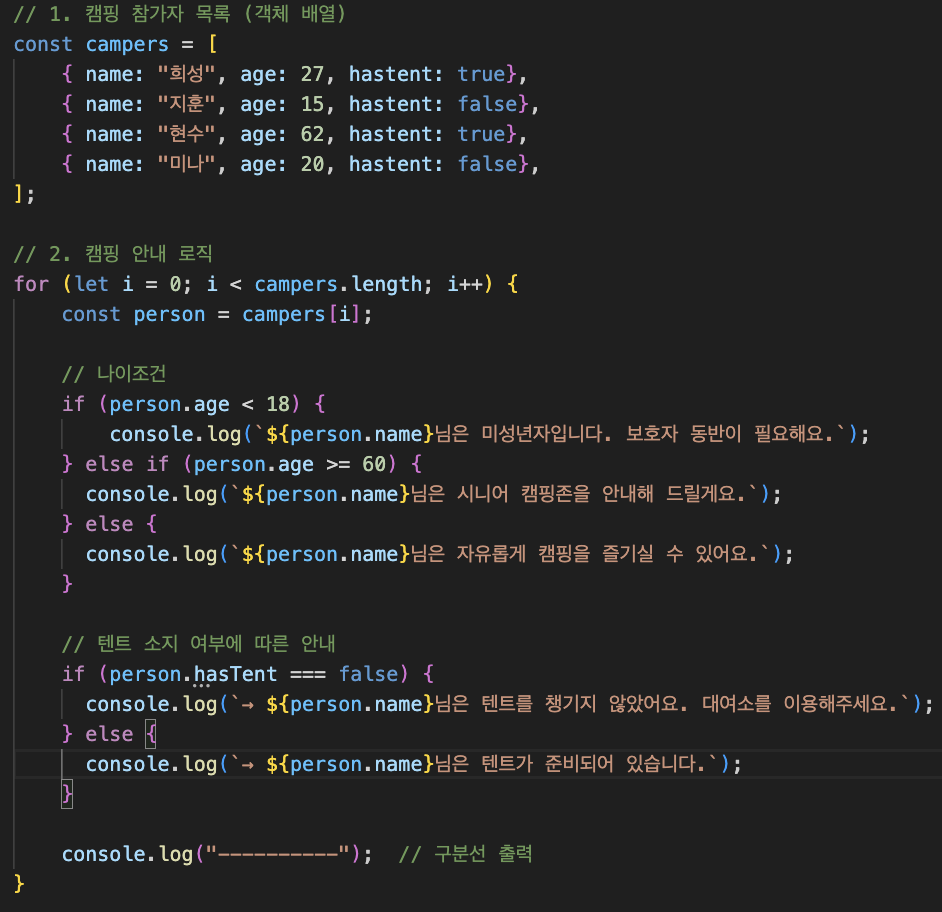 // 1. 캠핑 참가자 목록 (객체 배열)
const campers = [
    { name: "희성", age: 27, hastent: true},
    { name: "지훈", age: 15, hastent: false},
    { name: "현수", age: 62, hastent: true},
    { name: "미나", age: 20, hastent: false},
];

// 2. 캠핑 안내 로직
for (let i = 0; i < campers.length; i++) {
    const person = campers[i];

    // 나이조건
    if (person.age < 18) {
        console.log(`${person.name}님은 미성년자입니다. 보호자 동반이 필요해요.`);
    } else if (person.age >= 60) {
      console.log(`${person.name}님은 시니어 캠핑존을 안내해 드릴게요.`);
    } else {
      console.log(`${person.name}님은 자유롭게 캠핑을 즐기실 수 있어요.`);
    }

    // 텐트 소지 여부에 따른 안내
    if (person.hasTent === false) {
      console.log(`→ ${person.name}님은 텐트를 챙기지 않았어요. 대여소를 이용해주세요.`);
    } else {
      console.log(`→ ${person.name}님은 텐트가 준비되어 있습니다.`);
    }

    console.log("----------");  // 구분선 출력
}